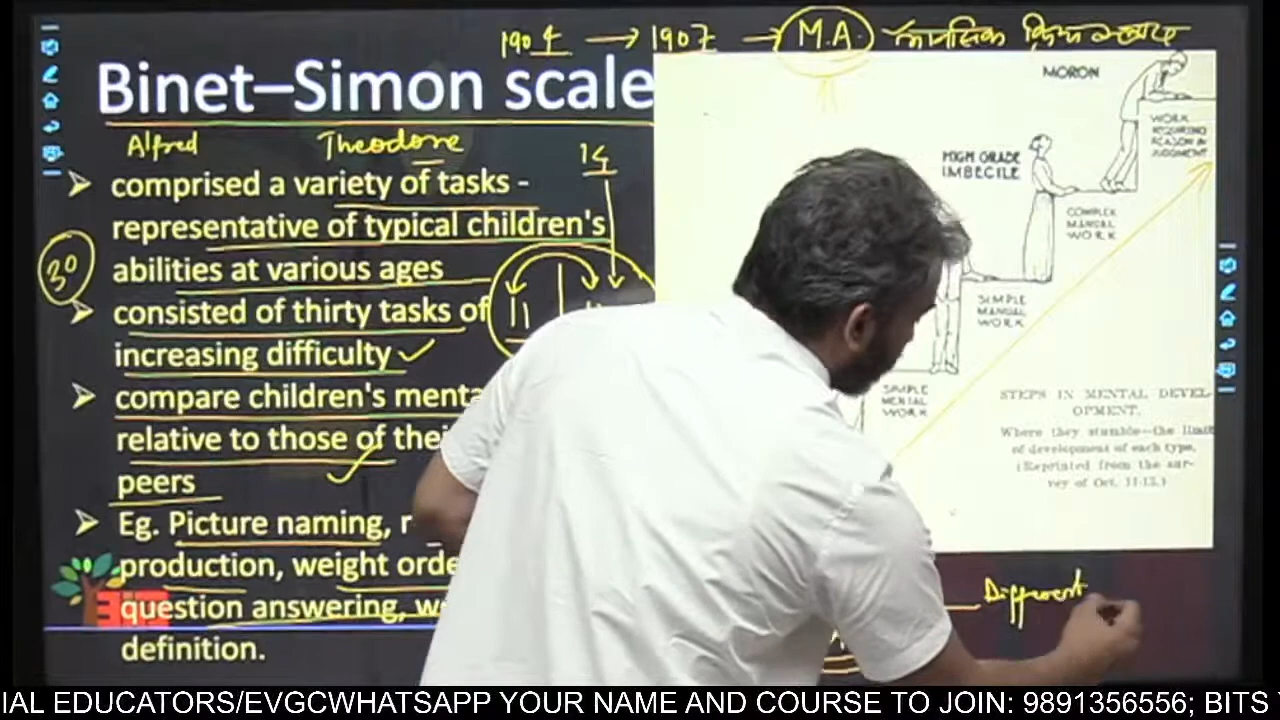 1904 → 1907 → M.A.
Binet–Simon scale
Alfred Theodore
➤ comprised a variety of tasks -
representative of typical children's
abilities at various ages
30
➤ consisted of thirty tasks of
increasing difficulty ✓
➤ compare children's menta
relative to those of thei
peers
➤ Eg. Picture naming, r
production, weight orde
question answering, w
definition.
MORON
WORK
REQUIRING
REASON &
JUDGMENT
HIGH GRADE
IMBECILE
COMPLEX
MANUAL
WORK
SIMPLE
MANUAL
WORK
SIMPLE
MENTAL
WORK
STEPS IN MENTAL DEVEL
OPMENT.
Where they stumble—the limit
of development of each type.
(Reprinted from the sur-
vey of Oct. 11-13.)
Different
IAL EDUCATORS/EVGCWHATSAPP YOUR NAME AND COURSE TO JOIN: 9891356556; BITS